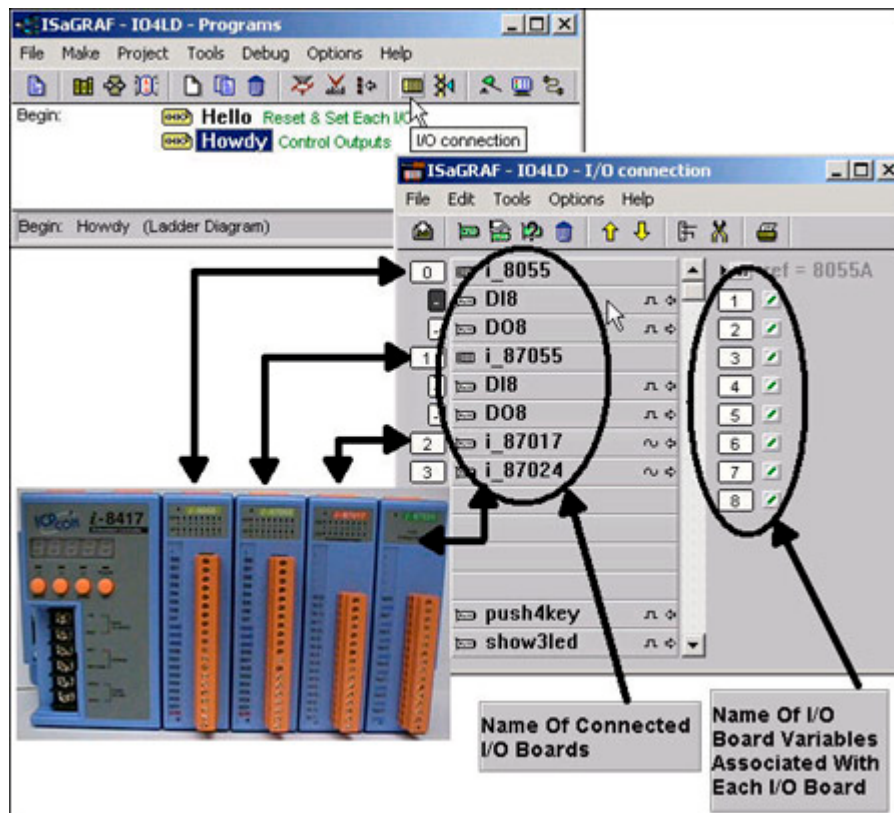 ISaGRAF - IO4LD - Programs
File Make Project Tools Debug Options Help
Begin:
Hello Reset & Set Each I/O
Howdy Control Outputs
I/O connection
Begin: Howdy (Ladder Diagram)
ISaGRAF - IO4LD - I/O connection
File Edit Tools Options Help
0 i_8055
DI8
DO8
1 i_87055
DI8
DO8
2 i_87017
3 i_87024
push4key
show3led
ref = 8055A
1
2
3
4
5
6
7
8
ICP CON i-8417
Name Of Connected
I/O Boards
Name Of I/O
Board Variables
Associated With
Each I/O Board